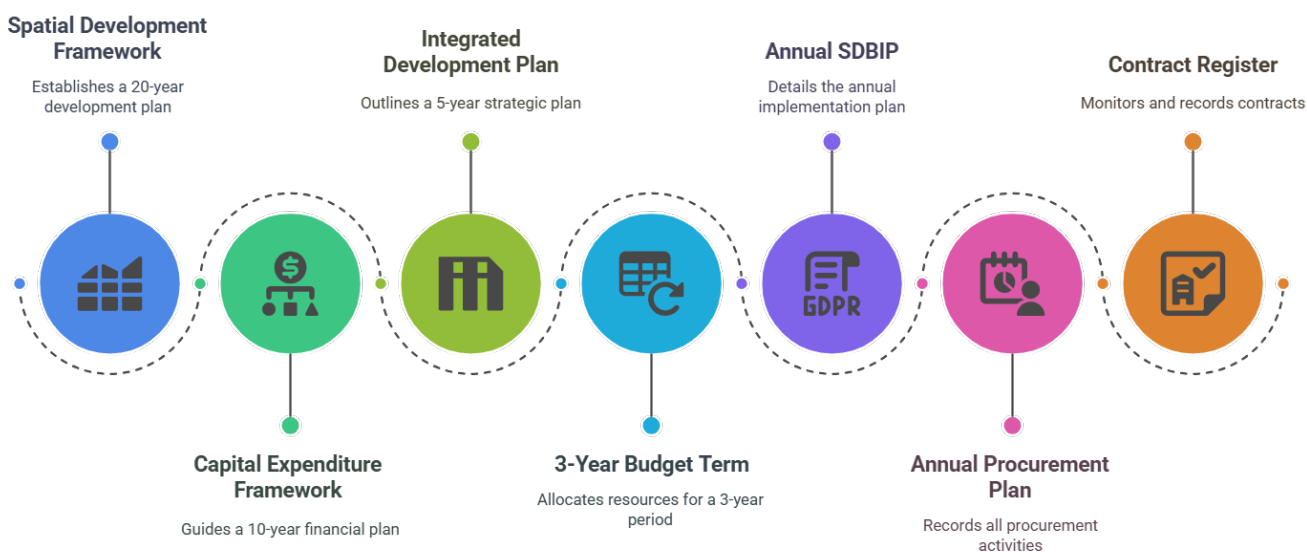 Spatial Development
Framework
Establishes a 20-year
development plan
Capital Expenditure
Framework
Guides a 10-year financial plan
Integrated
Development Plan
Outlines a 5-year strategic plan
3-Year Budget Term
Allocates resources for a 3-year
period
Annual SDBIP
Details the annual
implementation plan
GDPR
Annual Procurement
Plan
Records all procurement
activities
Contract Register
Monitors and records contracts